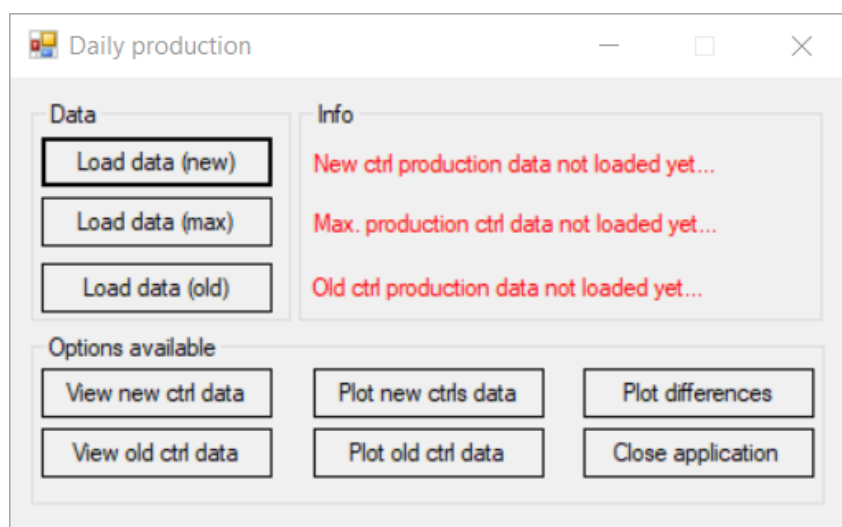 Daily production
Data
Info
Load data (new)
New ctrl production data not loaded yet...
Load data (max)
Max. production ctrl data not loaded yet...
Load data (old)
Old ctrl production data not loaded yet...
Options available
View new ctrl data
Plot new ctrls data
Plot differences
View old ctrl data
Plot old ctrl data
Close application